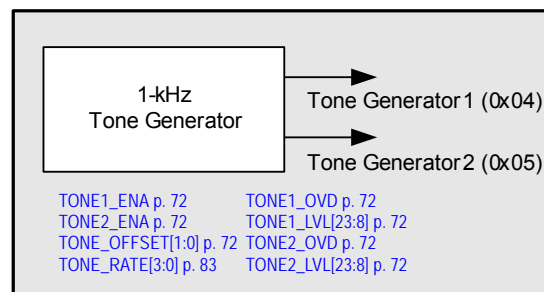 1-kHz
Tone Generator
Tone Generator 1 (0x04)
Tone Generator 2 (0x05)
TONE1_ENA p. 72 TONE1_OVD p. 72
TONE2_ENA p. 72 TONE1_LVL[23:8] p. 72
TONE_OFFSET[1:0] p. 72 TONE2_OVD p. 72
TONE_RATE[3:0] p. 83 TONE2_LVL[23:8] p. 72